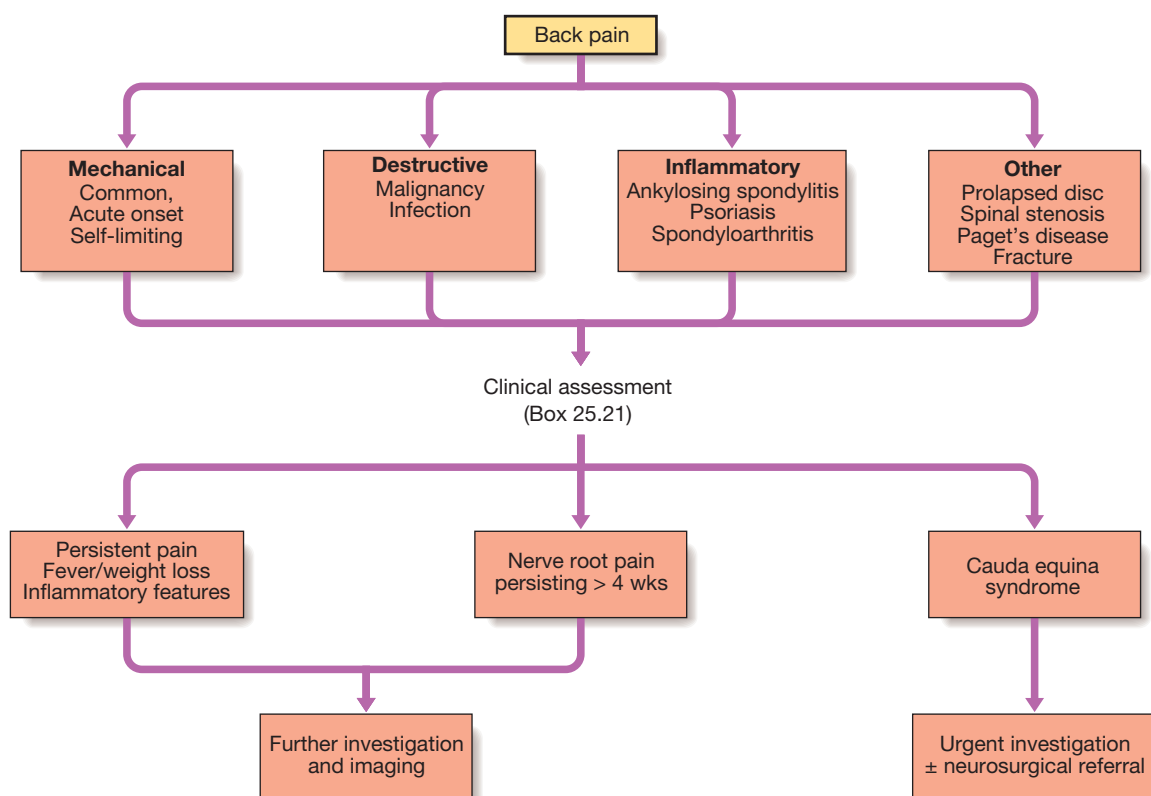 Back pain
Mechanical
Common,
Acute onset
Self-limiting
Destructive
Malignancy
Infection
Inflammatory
Ankylosing spondylitis
Psoriasis
Spondyloarthritis
Other
Prolapsed disc
Spinal stenosis
Paget's disease
Fracture
Clinical assessment
(Box 25.21)
Persistent pain
Fever/weight loss
Inflammatory features
Nerve root pain
persisting > 4 wks
Cauda equina
syndrome
Further investigation
and imaging
Urgent investigation
± neurosurgical referral